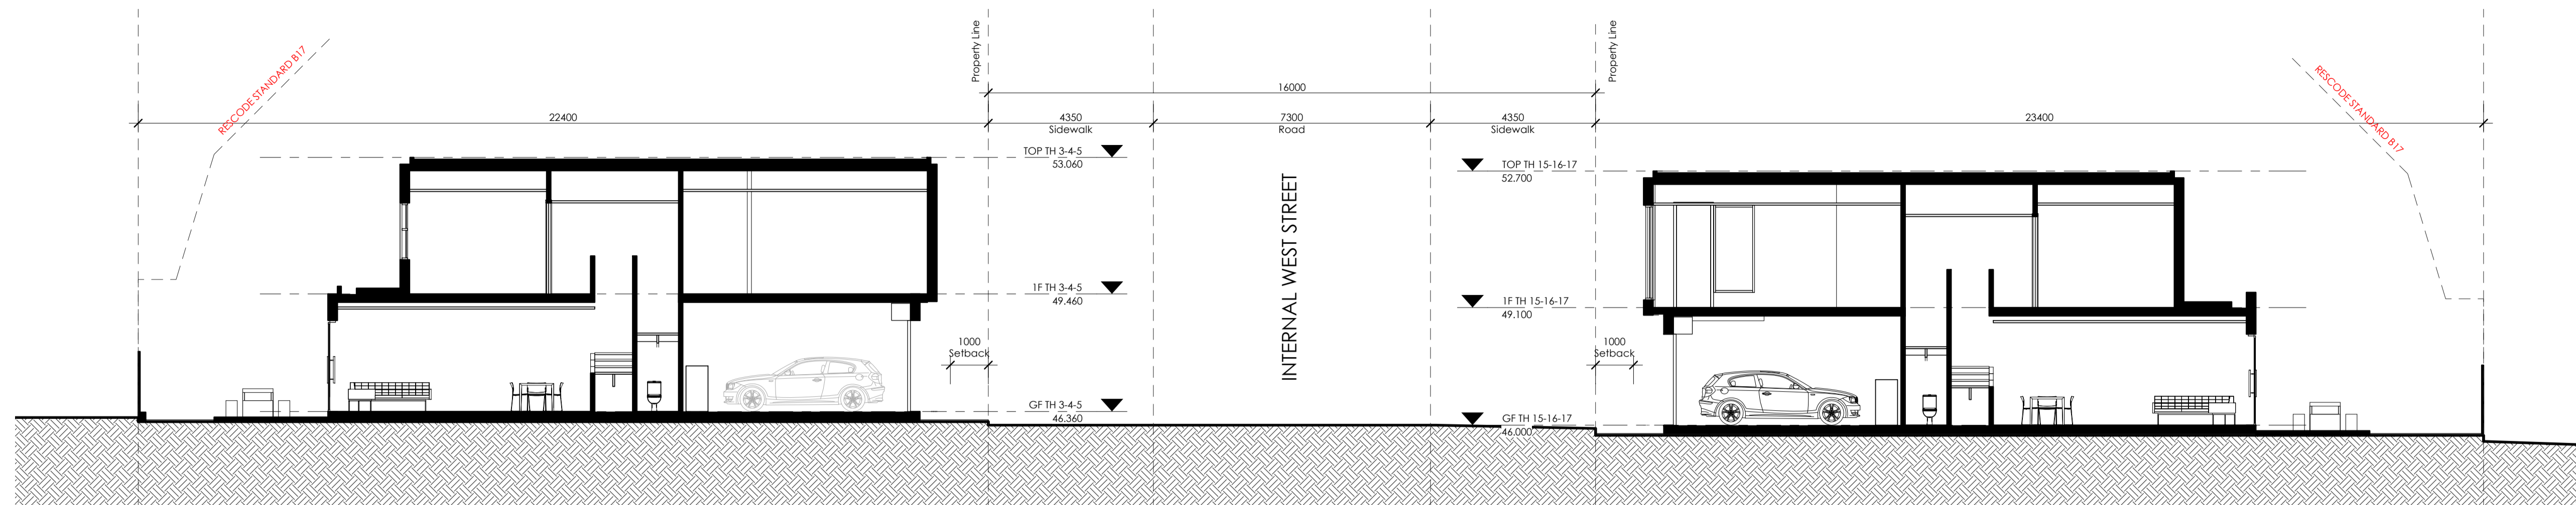 RESCODE STANDARD B17
Property Line
Property Line
RESCODE STANDARD B17
16000
22400
4350
Sidewalk
7300
Road
4350
Sidewalk
23400
TOP TH 3-4-5
53.060
TOP TH 15-16-17
52.700
INTERNAL WEST STREET
1F TH 3-4-5
49.460
1F TH 15-16-17
49.100
1000
Setback
1000
Setback
GF TH 3-4-5
46.360
GF TH 15-16-17
46.000